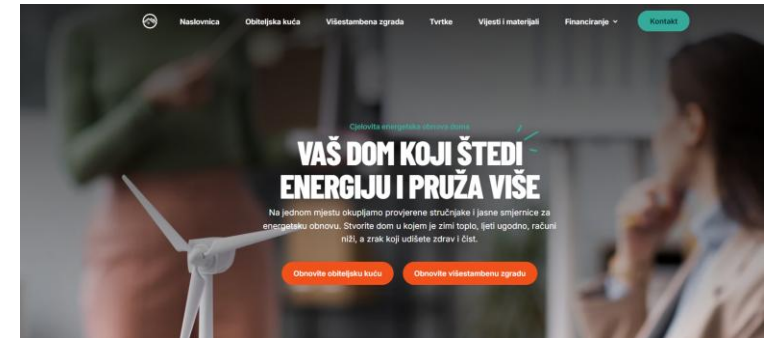 Naslovnica Obiteljska kuća Višestambena zgrada Tvrtke Vijesti i materijali Financiranje Kontakt
Cjelovita energetska obnova doma
VAŠ DOM KOJI ŠTEDI
ENERGIJU I PRUŽA VIŠE
Na jednom mjestu okupljamo provjerene stručnjake i jasne smjernice za
energetsku obnovu. Stvorite dom u kojem je zimi toplo, ljeti ugodno, računi
niži, a zrak koji udišete zdrav i čist.
Obnovite obiteljsku kuću Obnovite višestambenu zgradu